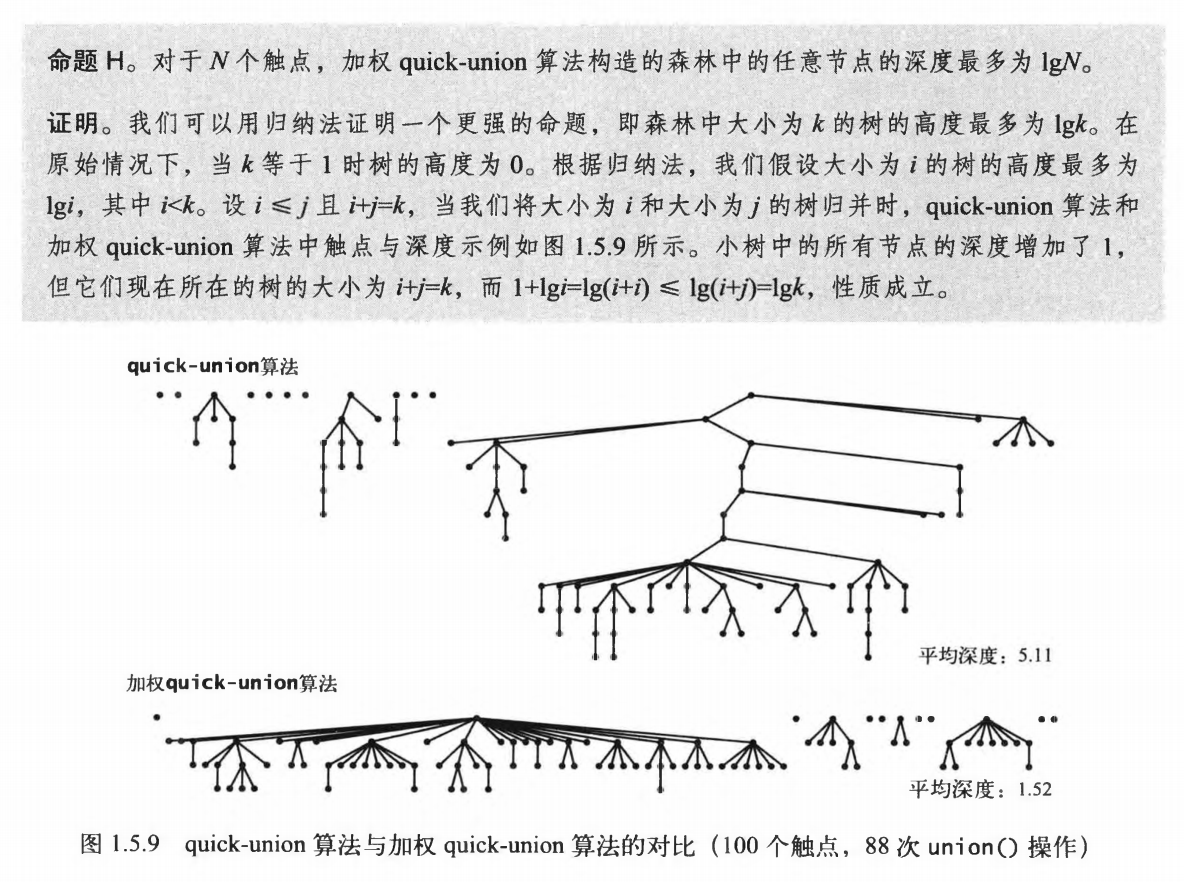 命题 H。对于 N 个触点，加权 quick-union 算法构造的森林中的任意节点的深度最多为 lgN。
证明。我们可以用归纳法证明一个更强的命题，即森林中大小为 k 的树的高度最多为 lgk。在
原始情况下，当 k 等于 1 时树的高度为 0。根据归纳法，我们假设大小为 i 的树的高度最多为
lgi，其中 i<k。设 i ≤ j 且 i+j=k，当我们将大小为 i 和大小为 j 的树归并时，quick-union 算法和
加权 quick-union 算法中触点与深度示例如图 1.5.9 所示。小树中的所有节点的深度增加了 1，
但它们现在所在的树的大小为 i+j=k，而 1+lgi=lg(i+i) ≤ lg(i+j)=lgk，性质成立。
quick-union算法
平均深度：5.11
加权quick-union算法
平均深度：1.52
图 1.5.9 quick-union 算法与加权 quick-union 算法的对比（100 个触点，88 次 union() 操作）